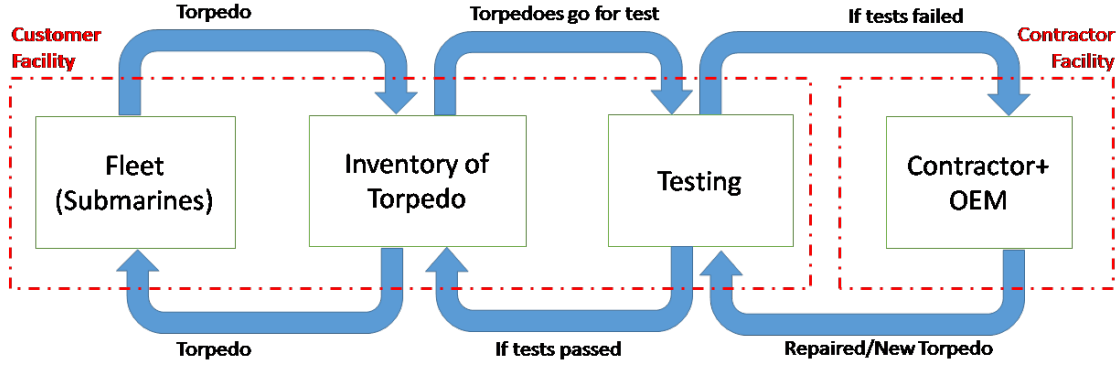 Torpedo
Torpedoes go for test
If tests failed
Customer
Facility
Contractor
Facility
Fleet
(Submarines)
Inventory of
Torpedo
Testing
Contractor+
OEM
Torpedo
If tests passed
Repaired/New Torpedo